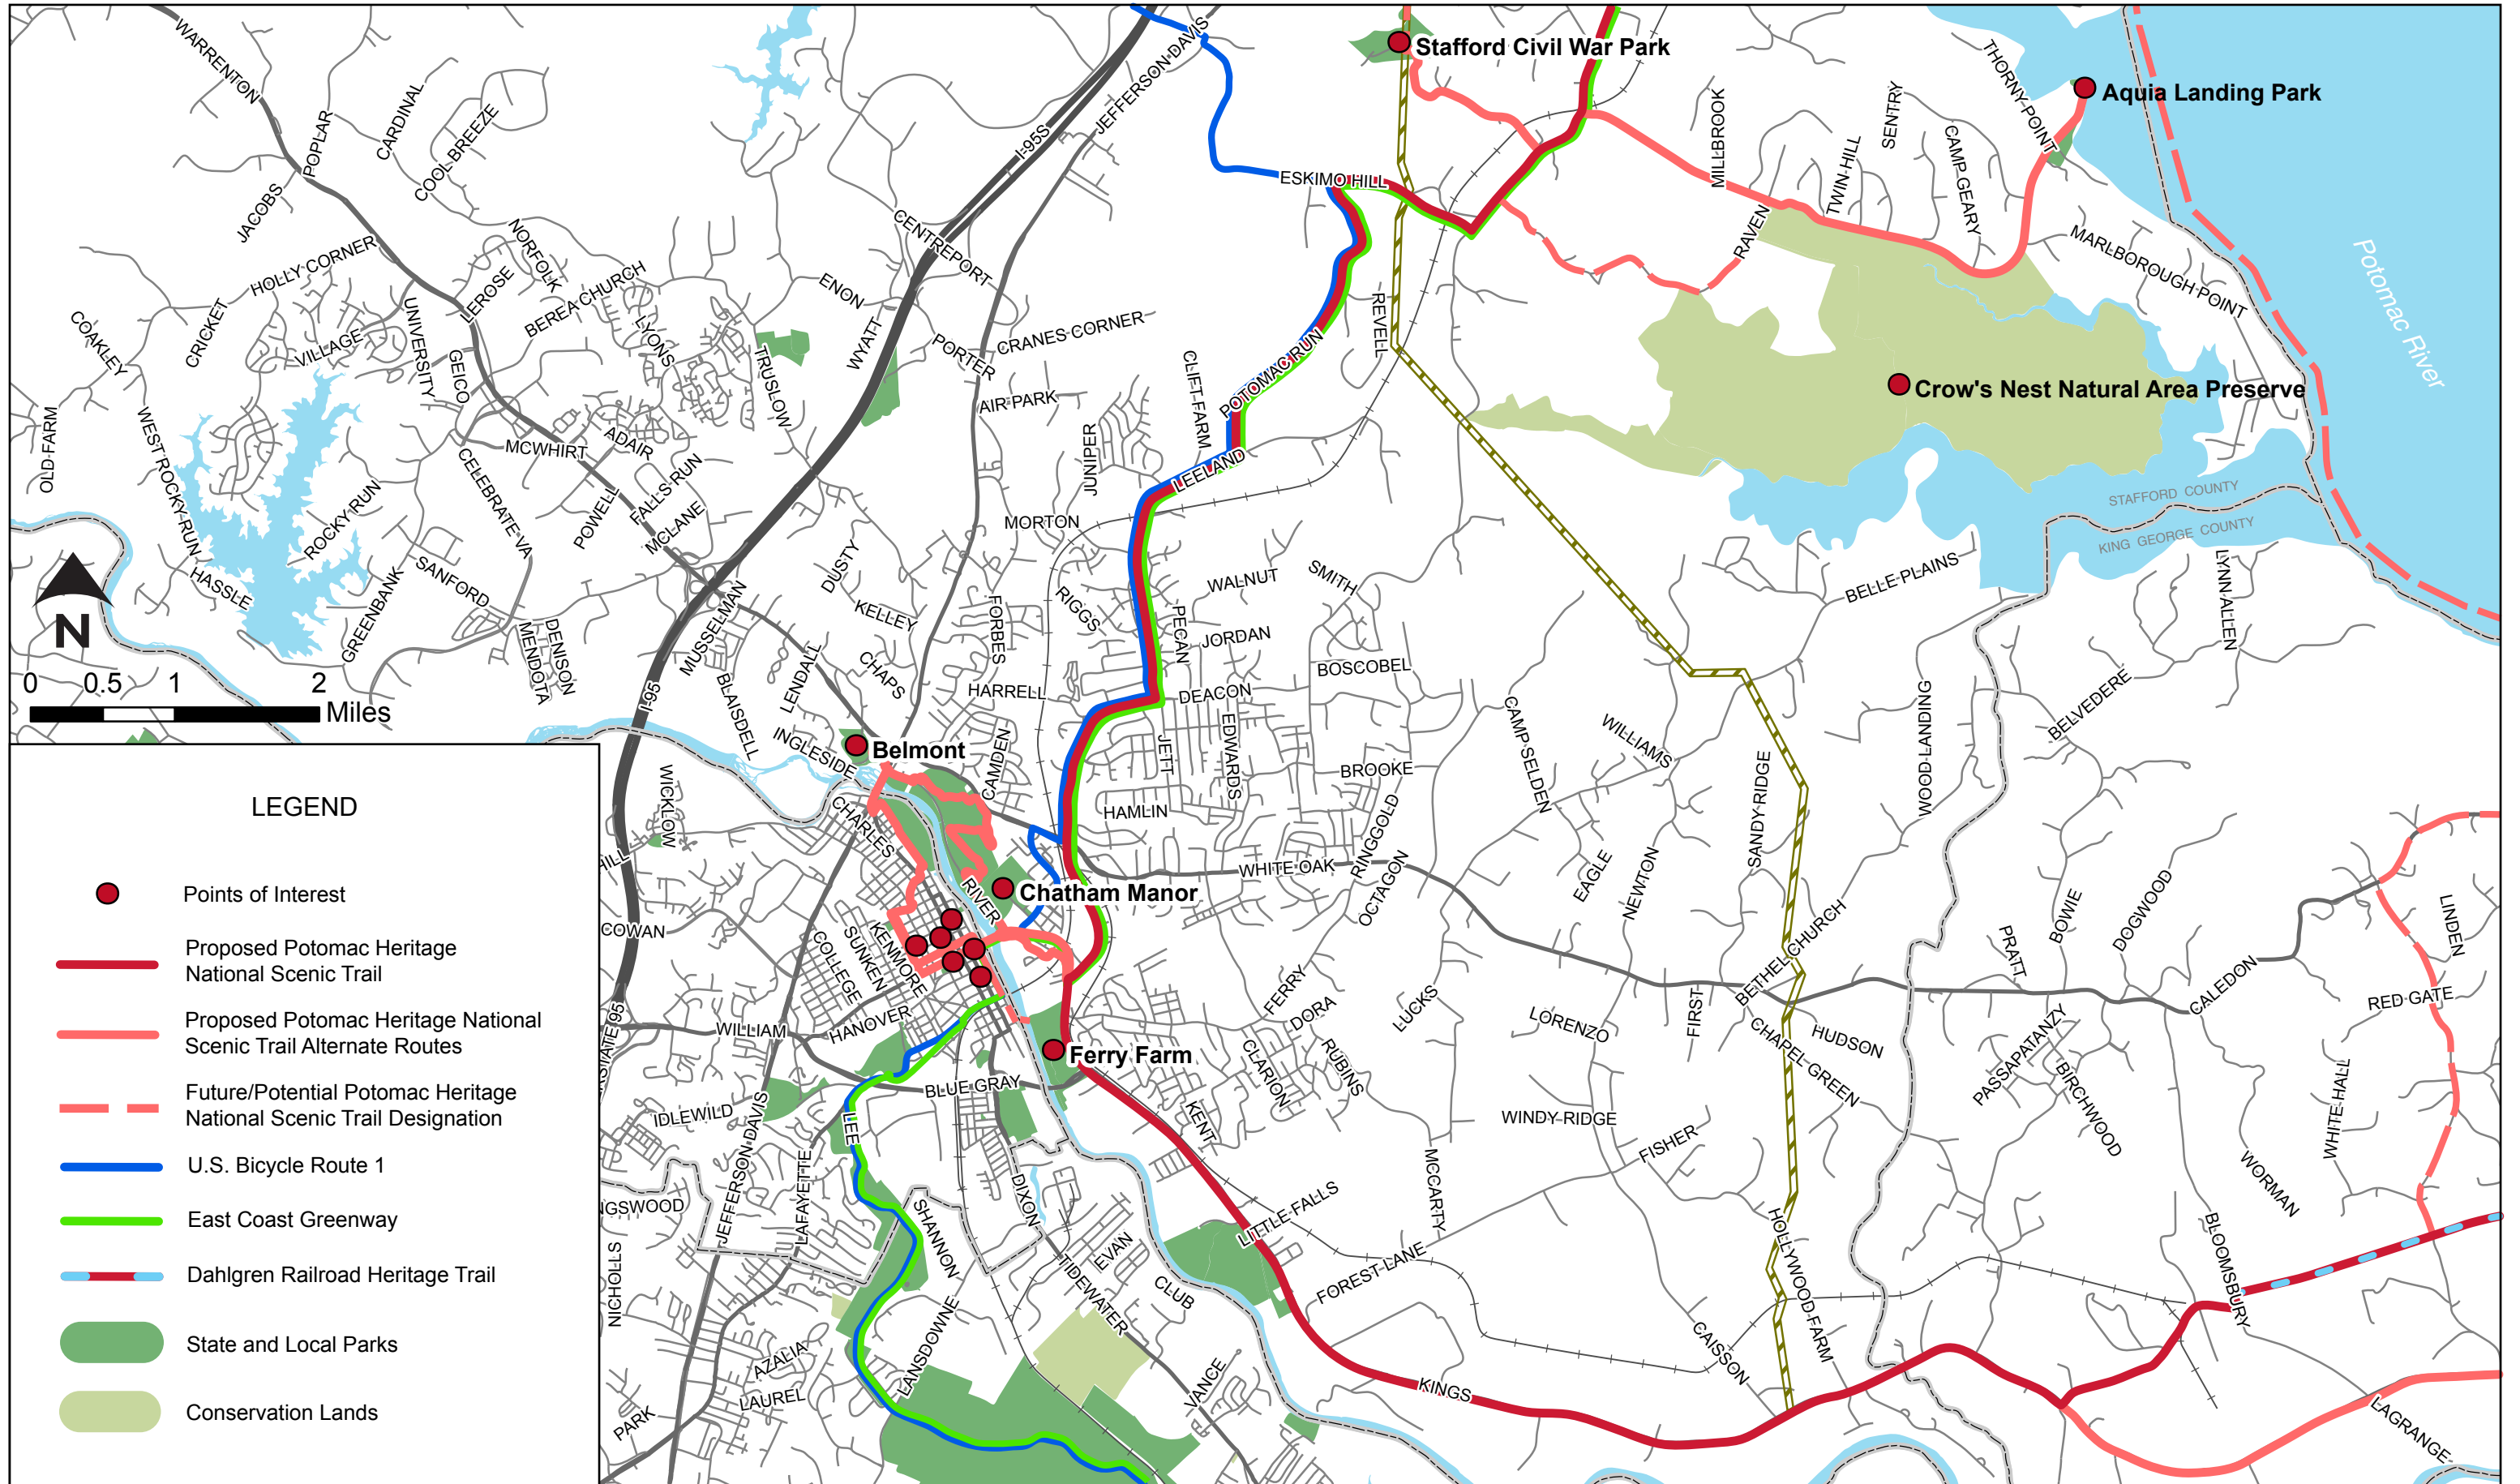 WARRENTON
POPLAR
CARDINAL
COOL BREEZE
JACOBS
HOLLY CORNER
NORFOLK
LEROSE
BEREA CHURCH
I-95S
JEFFERSON DAVIS
CENTREPORT
ENON
WYATT
PORTER
CRANES CORNER
AIR PARK
Stafford Civil War Park
ESKIMO HILL
MILLBROOK
SENTRY
TWIN HILL
CAMP GEARY
THORNY POINT
Aquia Landing Park
RAVEN
MARLBOROUGH POINT
Potomac River
REVELL
POTOMAC RUN
CLIFT FARM
LEELAND
Crow's Nest Natural Area Preserve
STAFFORD COUNTY
KING GEORGE COUNTY
COAKLEY
CRICKET
VILLAGE
UNIVERSITY
GEICO
LYONS
TRUSLOW
OLD FARM
WEST ROCKY RUN
MCWHIRT
ADAIR
CELEBRATE VA
POWELL
FALLS RUN
MCLANE
ROCKY RUN
HASSLE
GREENBANK
SANFORD
MENDOTA
DENISON
JUNIPER
MORTON
DUSTY
KELLEY
FORBES
RIGGS
WALNUT
SMITH
PECAN
JORDAN
BOSCOBEL
DEACON
HARRELL
CHAPS
LENDALL
MUSSELMAN
BLAISDELL
I-95
INGLESIDE
Belmont
CAMDEN
JETT
EDWARDS
BROOKE
HAMLIN
RINGGOLD
WHITE OAK
OCTAGON
CAMP SELDEN
WILLIAMS
EAGLE
NEWTON
SANDY RIDGE
WOOD LANDING
BELLE PLAINS
LYNN ALLEN
BELVEDERE
N
0 0.5 1 2
Miles
WICKLOW
HILL
COWAN
CHARLES
RIVER
Chatham Manor
KENMORE
SUNKEN
COLLEGE
HANOVER
WILLIAM
Ferry Farm
BLUE GRAY
IDLEWILD
LEE
JEFFERSON DAVIS
LAFAYETTE
NICHOLLS
SHANNON
DIXON
EVAN
TIDEWATER
CLUB
LANSDOWNE
AZALIA
LAUREL
PARK
VANCE
KENT
FERRY
DORA
CLARION
RUBINS
LUCKS
LORENZO
FIRST
BETHEL CHURCH
CHAPEL GREEN
HUDSON
WINDY RIDGE
FISHER
MCCARTY
LITTLE FALLS
FOREST LANE
KINGS
CAISSON
HOLLYWOOD FARM
PRATT
BOWIE
DOGWOOD
CALEDON
PASSAPATANZY
BIRCHWOOD
LINDEN
RED GATE
WHITE HALL
WORMAN
BLOOMSBURY
LAGRANGE
LEGEND
Points of Interest
Proposed Potomac Heritage
National Scenic Trail
Proposed Potomac Heritage National
Scenic Trail Alternate Routes
Future/Potential Potomac Heritage
National Scenic Trail Designation
U.S. Bicycle Route 1
East Coast Greenway
Dahlgren Railroad Heritage Trail
State and Local Parks
Conservation Lands